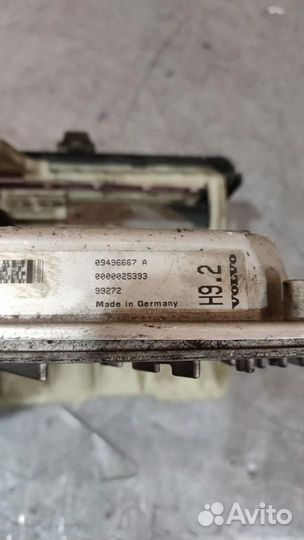 09496667 A
0000025393
99272
Made in Germany
H9.2
VOLVO
Avito